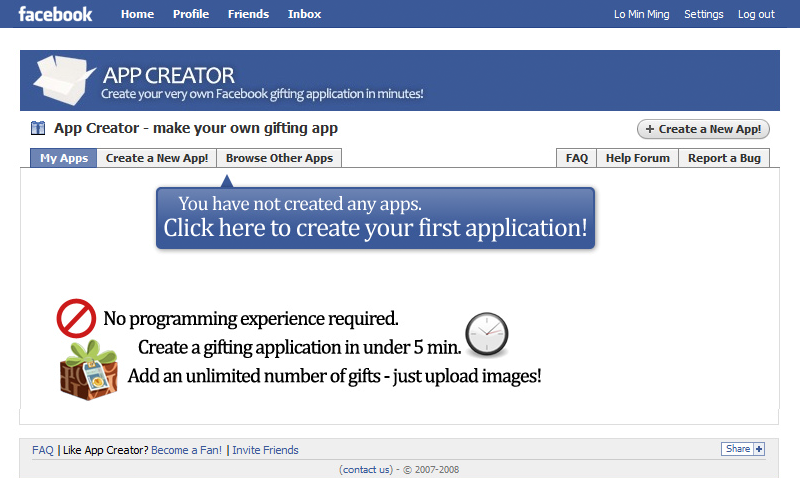 facebook Home Profile Friends Inbox Lo Min Ming Settings Log out
APP CREATOR
Create your very own Facebook gifting application in minutes!
App Creator - make your own gifting app + Create a New App!
My Apps Create a New App! Browse Other Apps FAQ Help Forum Report a Bug
You have not created any apps.
Click here to create your first application!
No programming experience required.
Create a gifting application in under 5 min.
Add an unlimited number of gifts - just upload images!
FAQ | Like App Creator? Become a Fan! | Invite Friends Share +
(contact us) - © 2007-2008